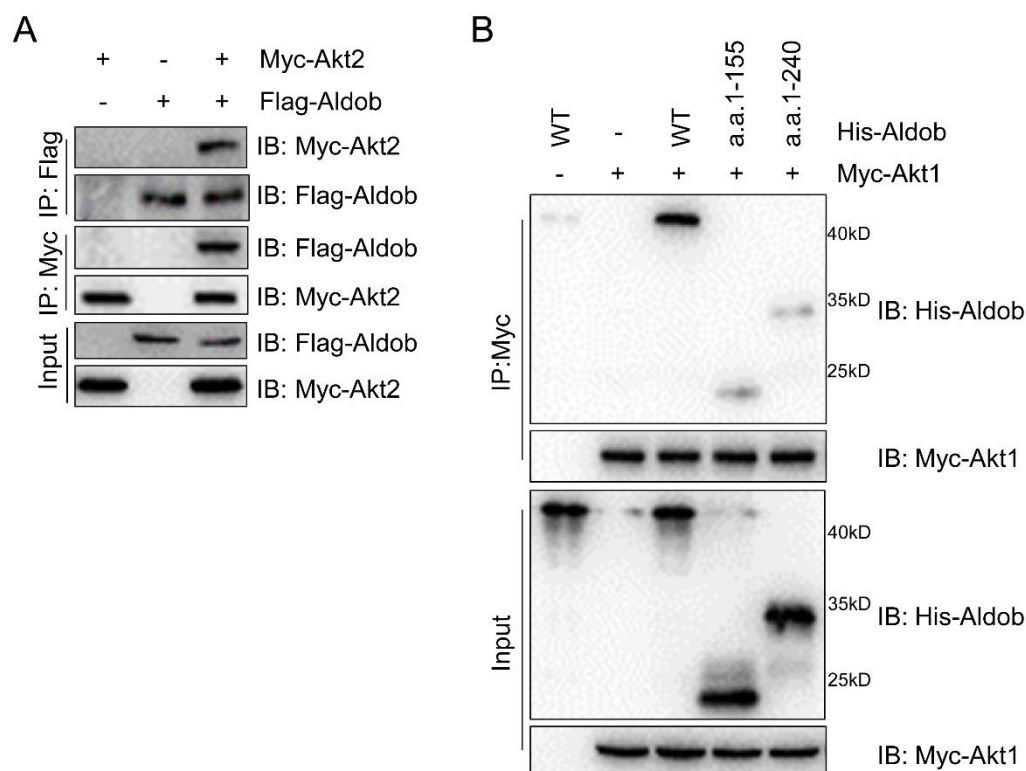 A
+ - + Myc-Akt2
- + + Flag-Aldob
IP: Flag
IB: Myc-Akt2
IB: Flag-Aldob
IP: Myc
IB: Flag-Aldob
IB: Myc-Akt2
Input
IB: Flag-Aldob
IB: Myc-Akt2
B
WT - WT a.a.1-155 a.a.1-240 His-Aldob
- + + + + Myc-Akt1
IP:Myc
40kD
35kD
IB: His-Aldob
25kD
IB: Myc-Akt1
Input
40kD
35kD
IB: His-Aldob
25kD
IB: Myc-Akt1